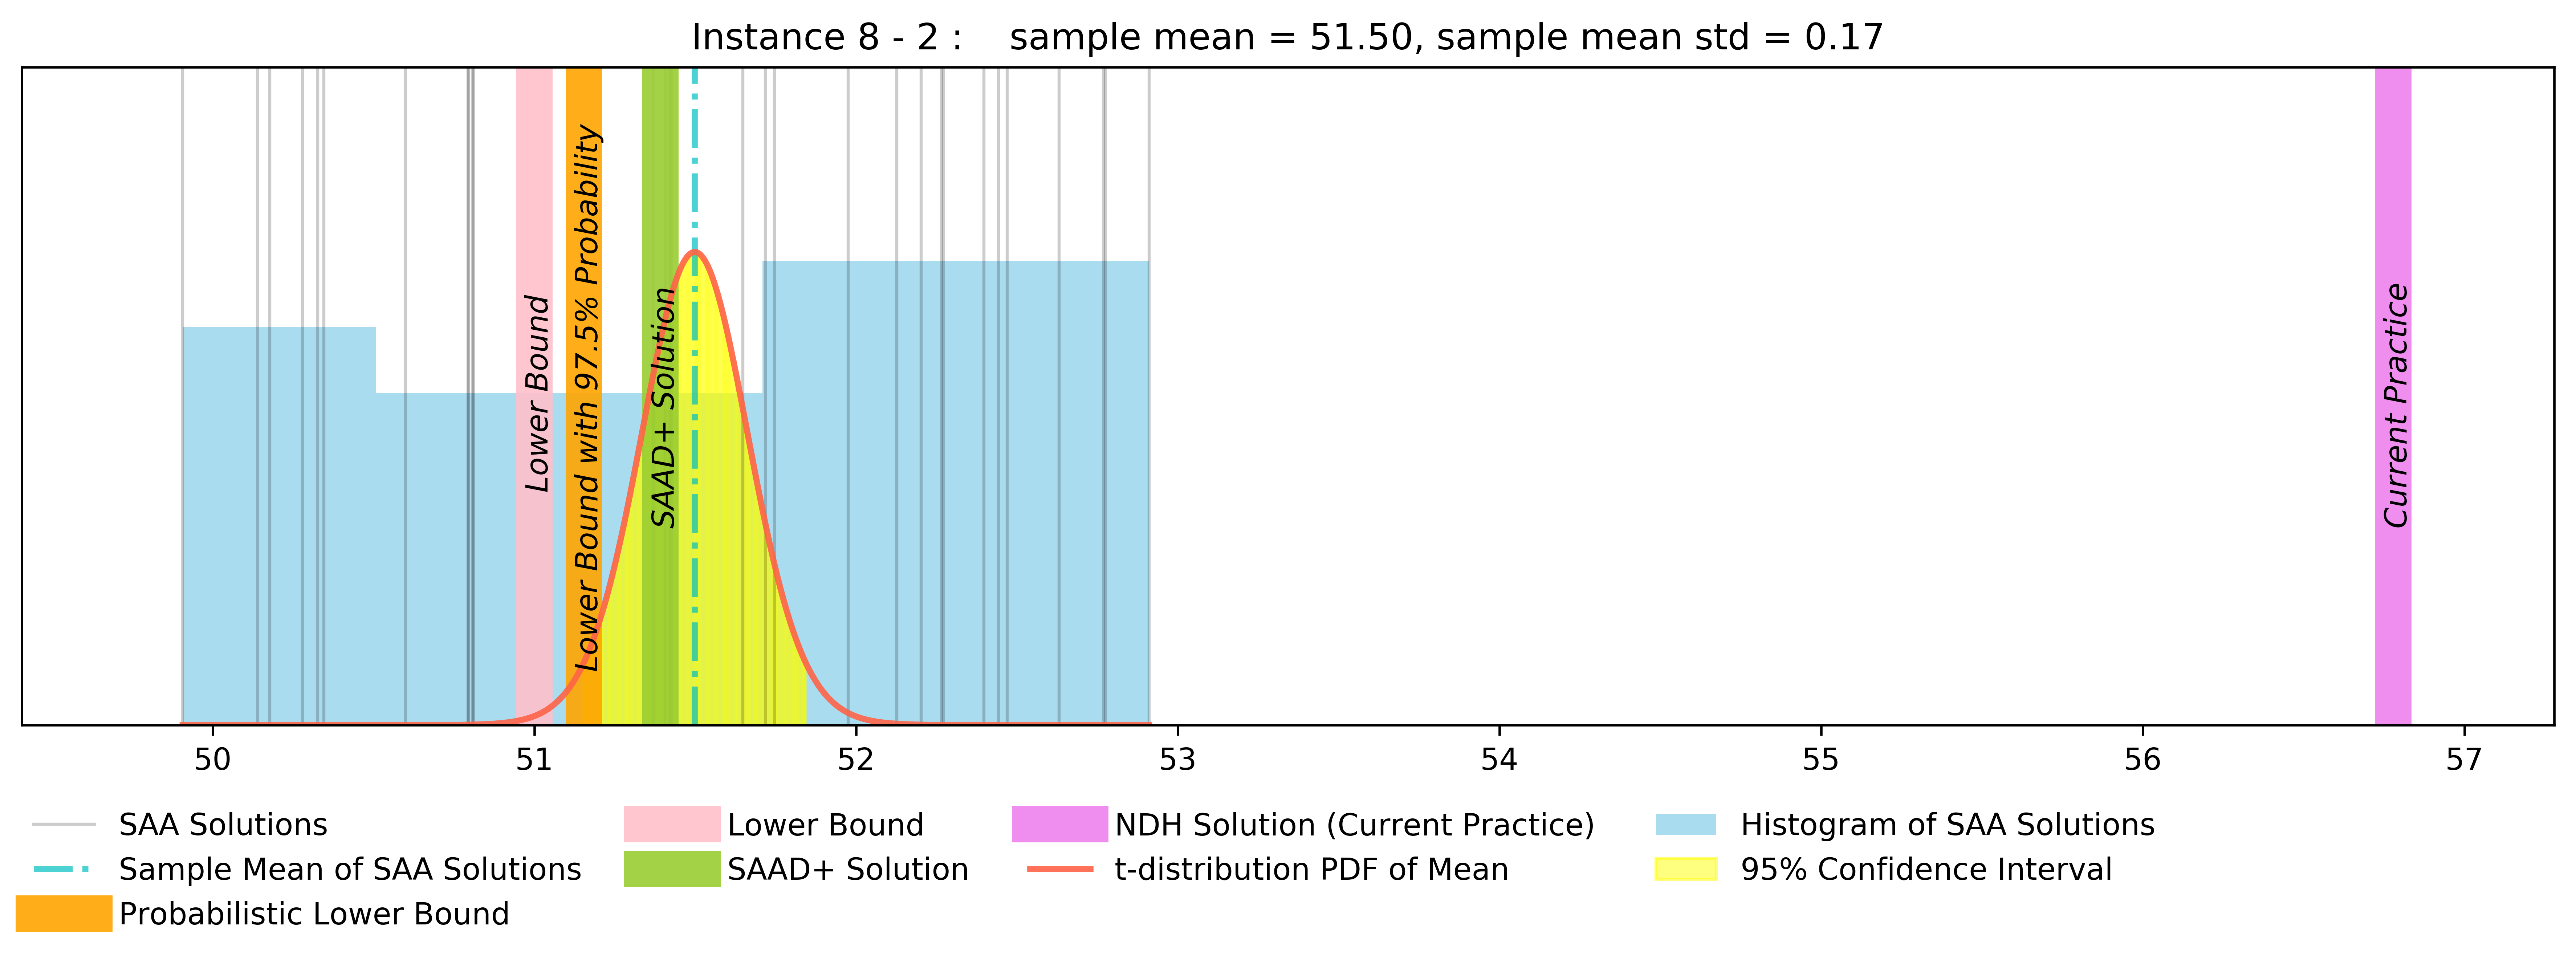 Instance 8 - 2 :    sample mean = 51.50, sample mean std = 0.17
Lower Bound
Lower Bound with 97.5% Probability
SAAD+ Solution
Current Practice
50 51 52 53 54 55 56 57
SAA Solutions
Sample Mean of SAA Solutions
Probabilistic Lower Bound
Lower Bound
SAAD+ Solution
NDH Solution (Current Practice)
t-distribution PDF of Mean
Histogram of SAA Solutions
95% Confidence Interval